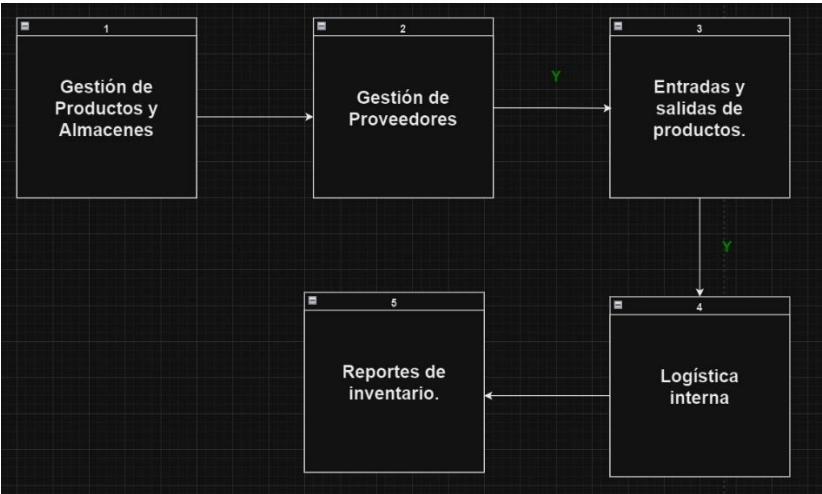 1
Gestión de
Productos y
Almacenes
2
Gestión de
Proveedores
Y
3
Entradas y
salidas de
productos.
Y
4
Logística
interna
5
Reportes de
inventario.